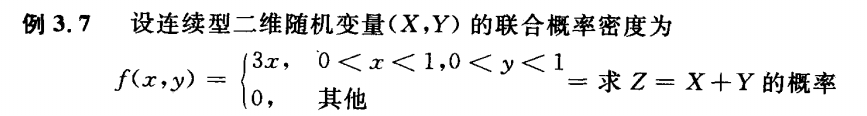 例 3.7 设连续型二维随机变量(X,Y) 的联合概率密度为
f(x,y) = {3x, 0 < x < 1,0 < y < 1
0, 其他
= 求 Z = X + Y 的概率